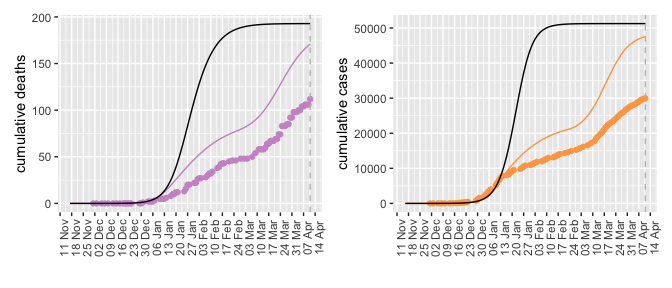 cumulative deaths
200
150
100
50
0
11 Nov
18 Nov
25 Nov
02 Dec
09 Dec
16 Dec
23 Dec
30 Dec
06 Jan
13 Jan
20 Jan
27 Jan
03 Feb
10 Feb
17 Feb
24 Feb
03 Mar
10 Mar
17 Mar
24 Mar
31 Mar
07 Apr
14 Apr
cumulative cases
50000
40000
30000
20000
10000
0
11 Nov
18 Nov
25 Nov
02 Dec
09 Dec
16 Dec
23 Dec
30 Dec
06 Jan
13 Jan
20 Jan
27 Jan
03 Feb
10 Feb
17 Feb
24 Feb
03 Mar
10 Mar
17 Mar
24 Mar
31 Mar
07 Apr
14 Apr